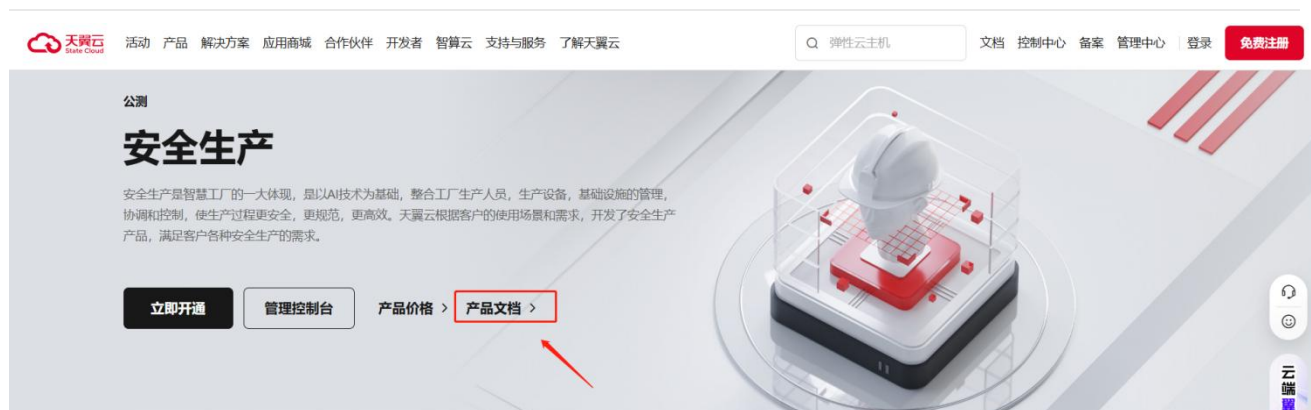 天翼云
State Cloud
活动 产品 解决方案 应用商城 合作伙伴 开发者 智算云 支持与服务 了解天翼云
弹性云主机
文档 控制中心 备案 管理中心 登录 免费注册
公测
安全生产
安全生产是智慧工厂的一大体现，是以AI技术为基础，整合工厂生产人员，生产设备，基础设施的管理，
协调和控制，使生产过程更安全，更规范，更高效。天翼云根据客户的使用场景和需求，开发了安全生产
产品，满足客户各种安全生产的需求。
立即开通 管理控制台 产品价格 > 产品文档 >
云端翼